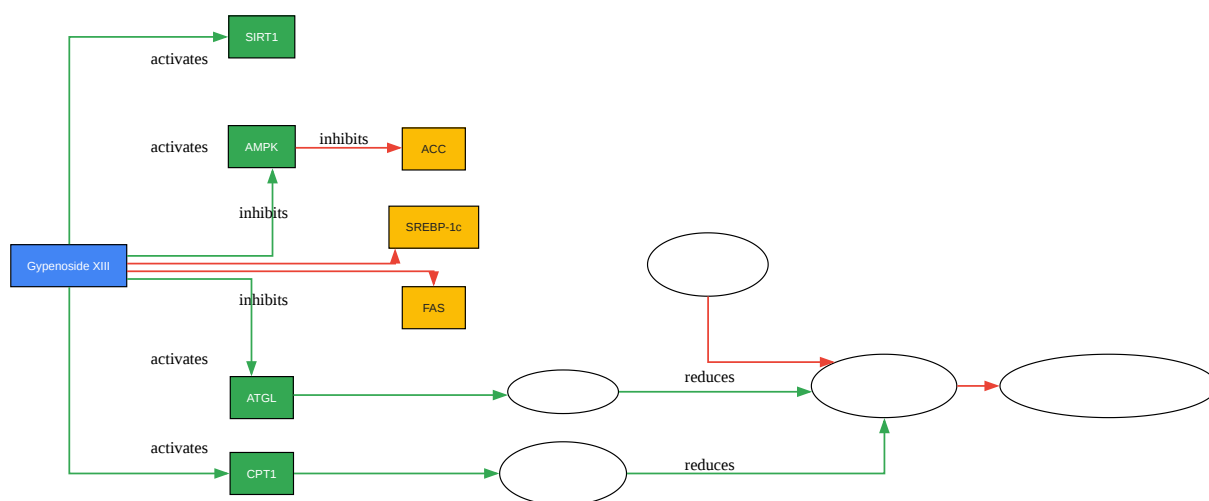 SIRT1
activates
activates
AMPK
inhibits
ACC
inhibits
SREBP-1c
Gypenoside XIII
inhibits
FAS
activates
ATGL
reduces
activates
CPT1
reduces